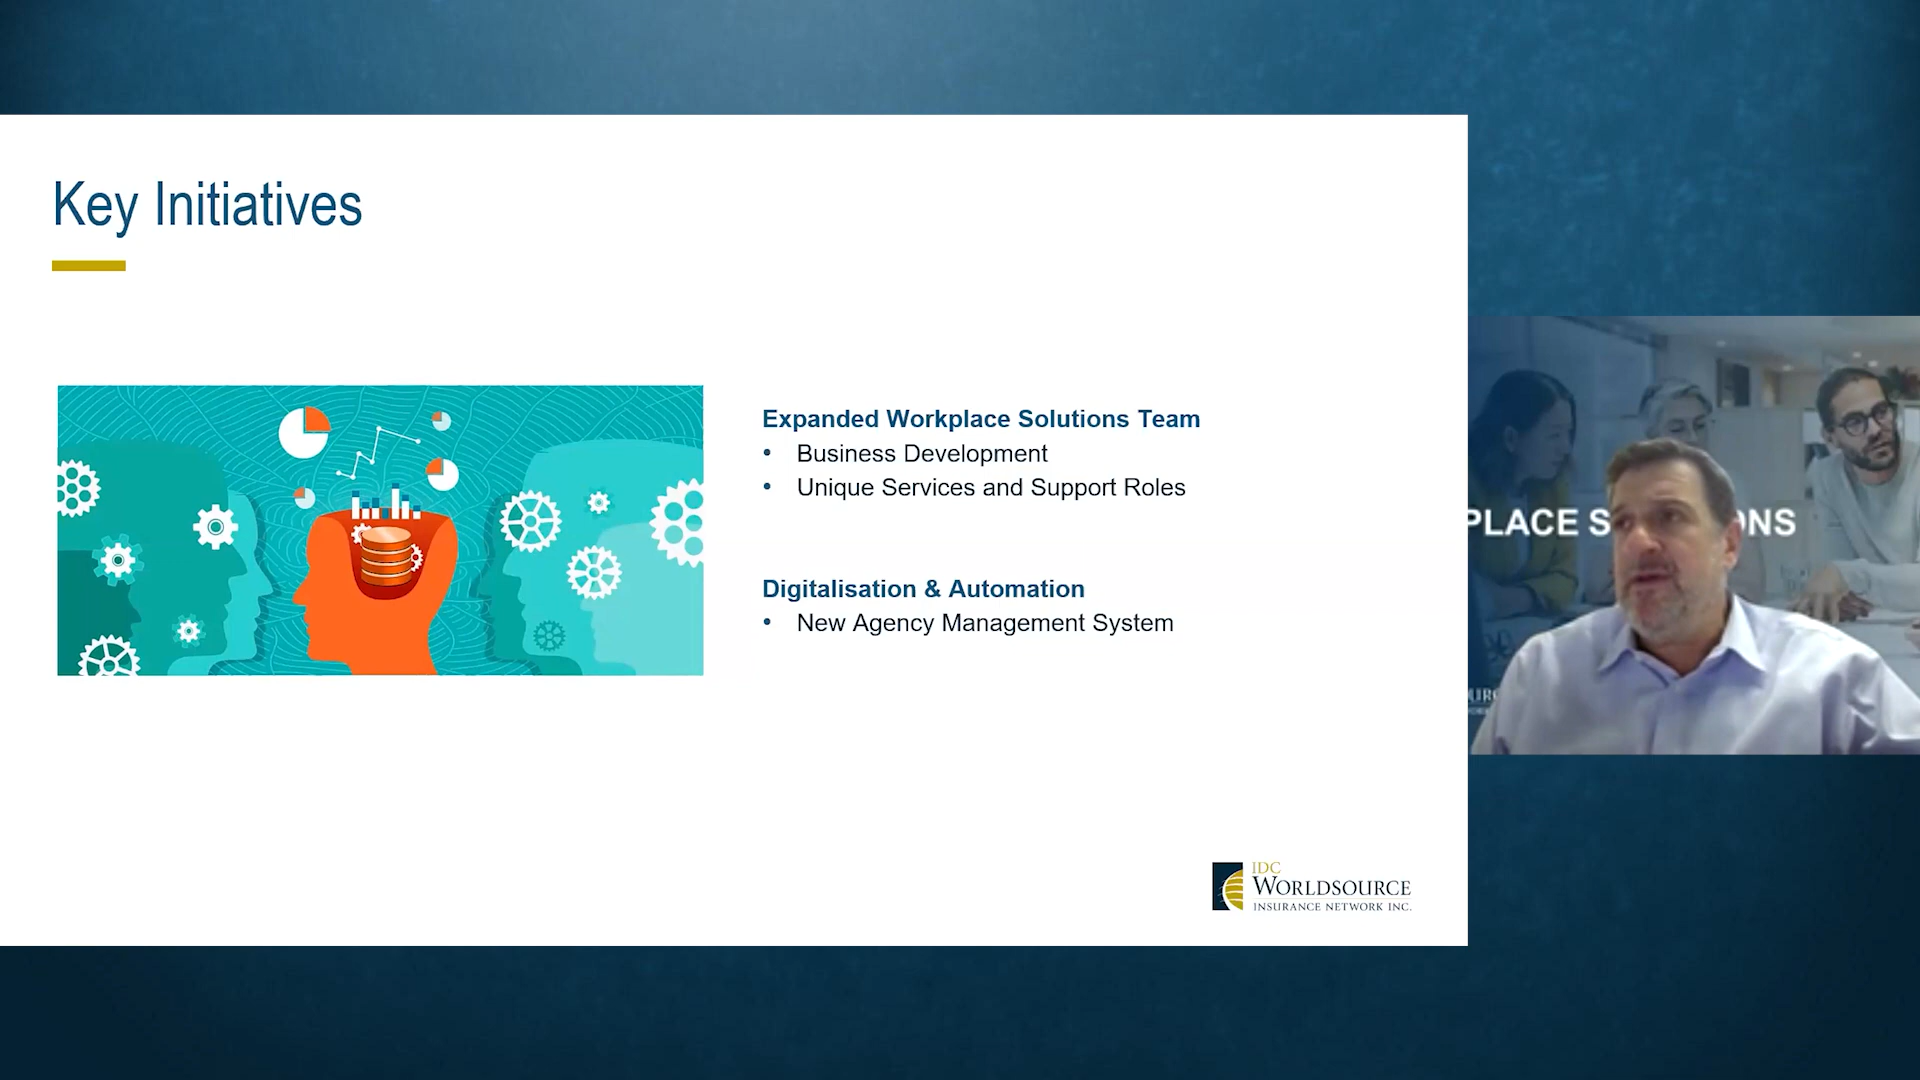 Key Initiatives
Expanded Workplace Solutions Team
• Business Development
• Unique Services and Support Roles
Digitalisation & Automation
• New Agency Management System
PLACE S ONS
IDC
WORLDSOURCE
INSURANCE NETWORK INC.